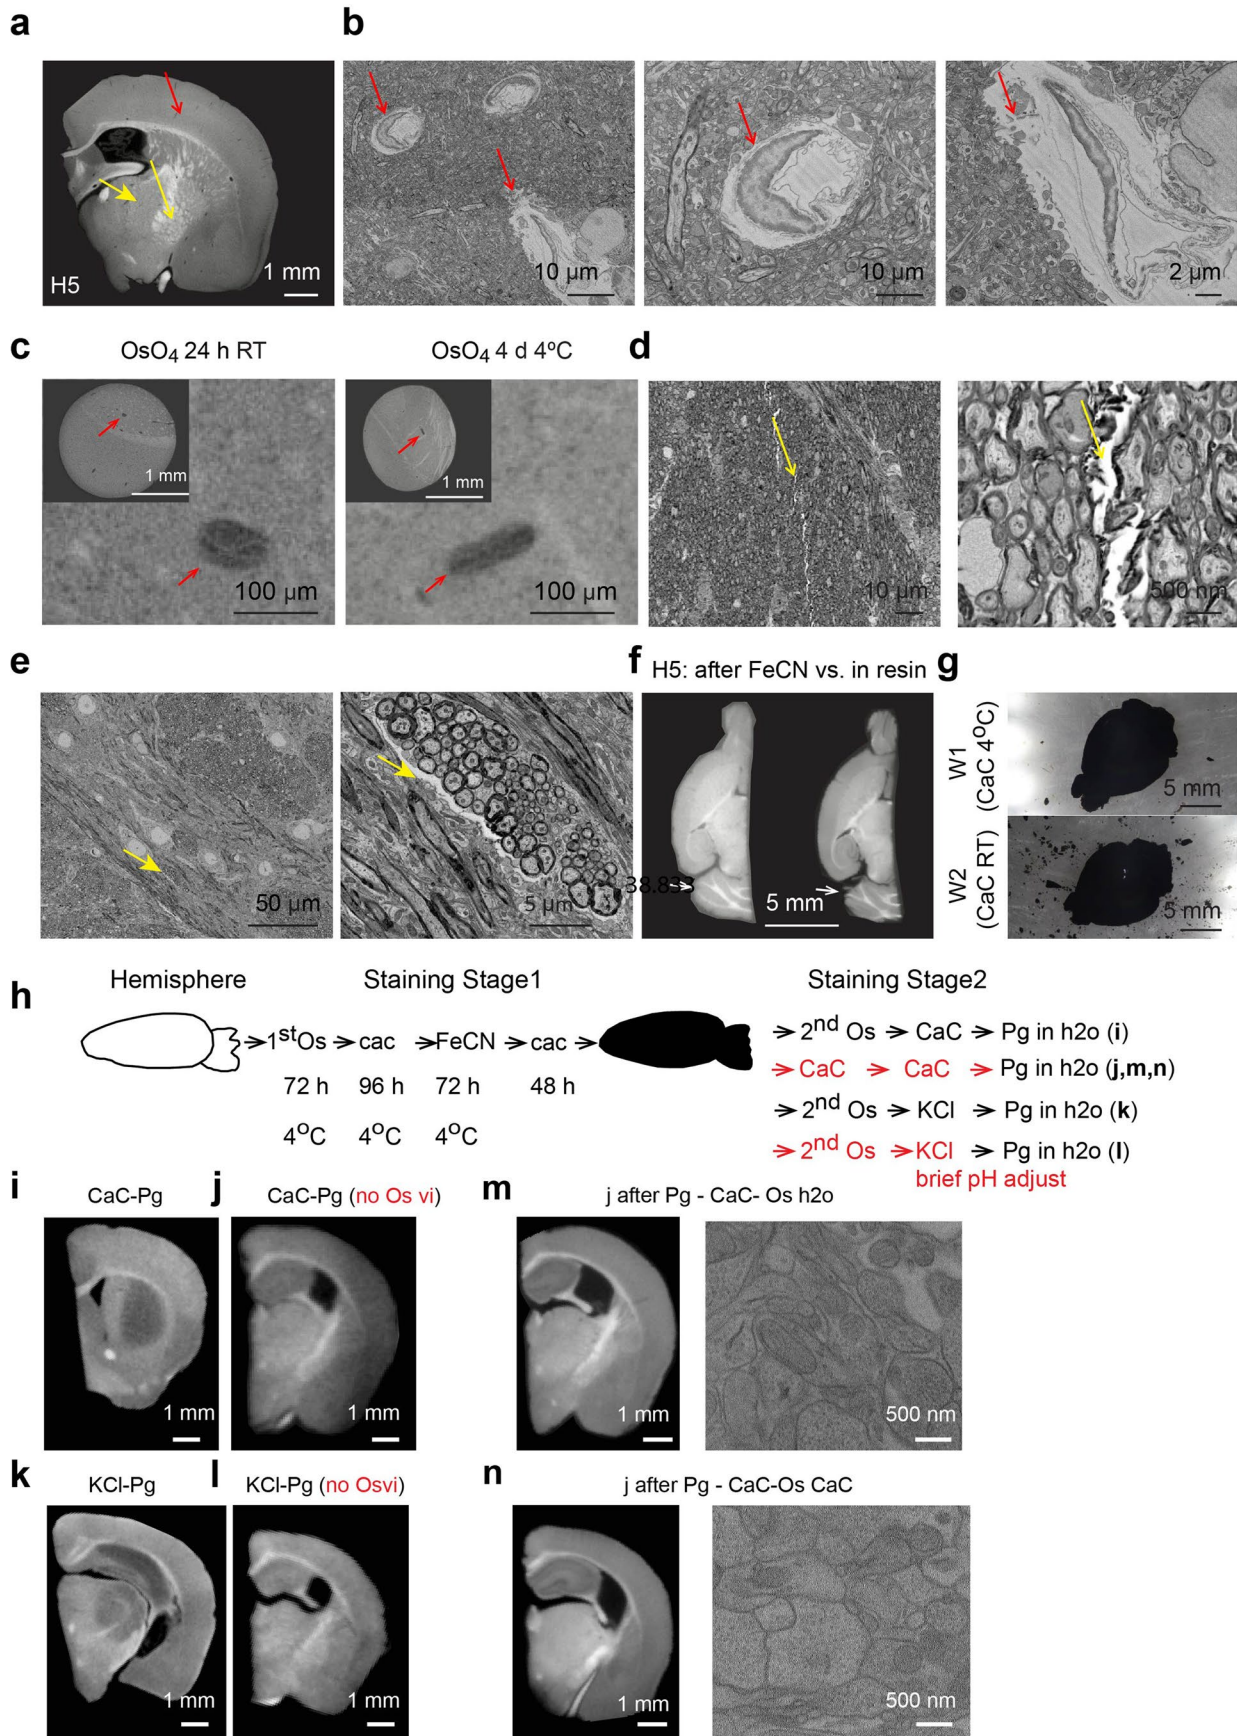 a
b
H5
1 mm
10 µm
10 µm
2 µm
c
OsO4 24 h RT
OsO4 4 d 4ºC
d
1 mm
1 mm
100 µm
100 µm
10 µm
500 nm
e
f
H5: after FeCN vs. in resin
g
50 µm
5 µm
38.833
5 mm
W1
(CaC 4ºC)
5 mm
W2
(CaC RT)
5 mm
h
Hemisphere
Staining Stage1
Staining Stage2
1st Os
cac
FeCN
cac
72 h
96 h
72 h
48 h
4ºC
4ºC
4ºC
2nd Os
CaC
Pg in h2o (i)
CaC
CaC
Pg in h2o (j,m,n)
2nd Os
KCl
Pg in h2o (k)
2nd Os
KCl
Pg in h2o (l)
brief pH adjust
i
CaC-Pg
j
CaC-Pg (no Os vi)
m
j after Pg - CaC- Os h2o
1 mm
1 mm
1 mm
500 nm
k
KCl-Pg
l
KCl-Pg (no Osvi)
n
j after Pg - CaC-Os CaC
1 mm
1 mm
1 mm
500 nm